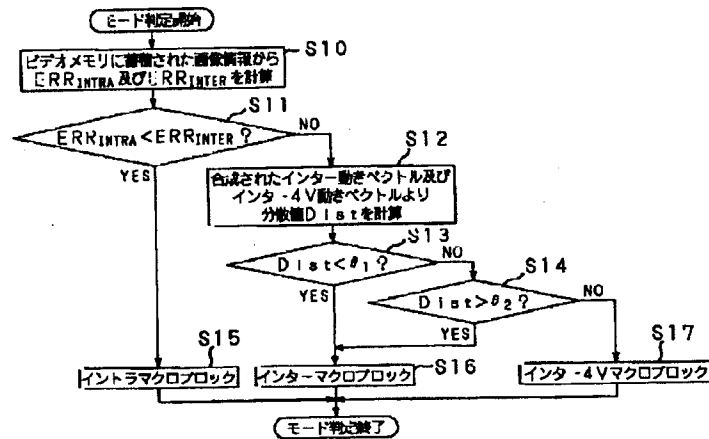 モード判定開始
S10
ビデオメモリに蓄積された画像情報から
ERRINTRA及びERRINTERを計算
S11
ERRINTRA<ERRINTER?
NO
YES
S12
合成されたインター動きベクトル及び
インタ-4V動きベクトルより
分散値Distを計算
S13
Dist<θ1?
NO
YES
S14
Dist>θ2?
NO
YES
S15
イントラマクロブロック
S16
インターマクロブロック
S17
インタ-4Vマクロブロック
モード判定終了